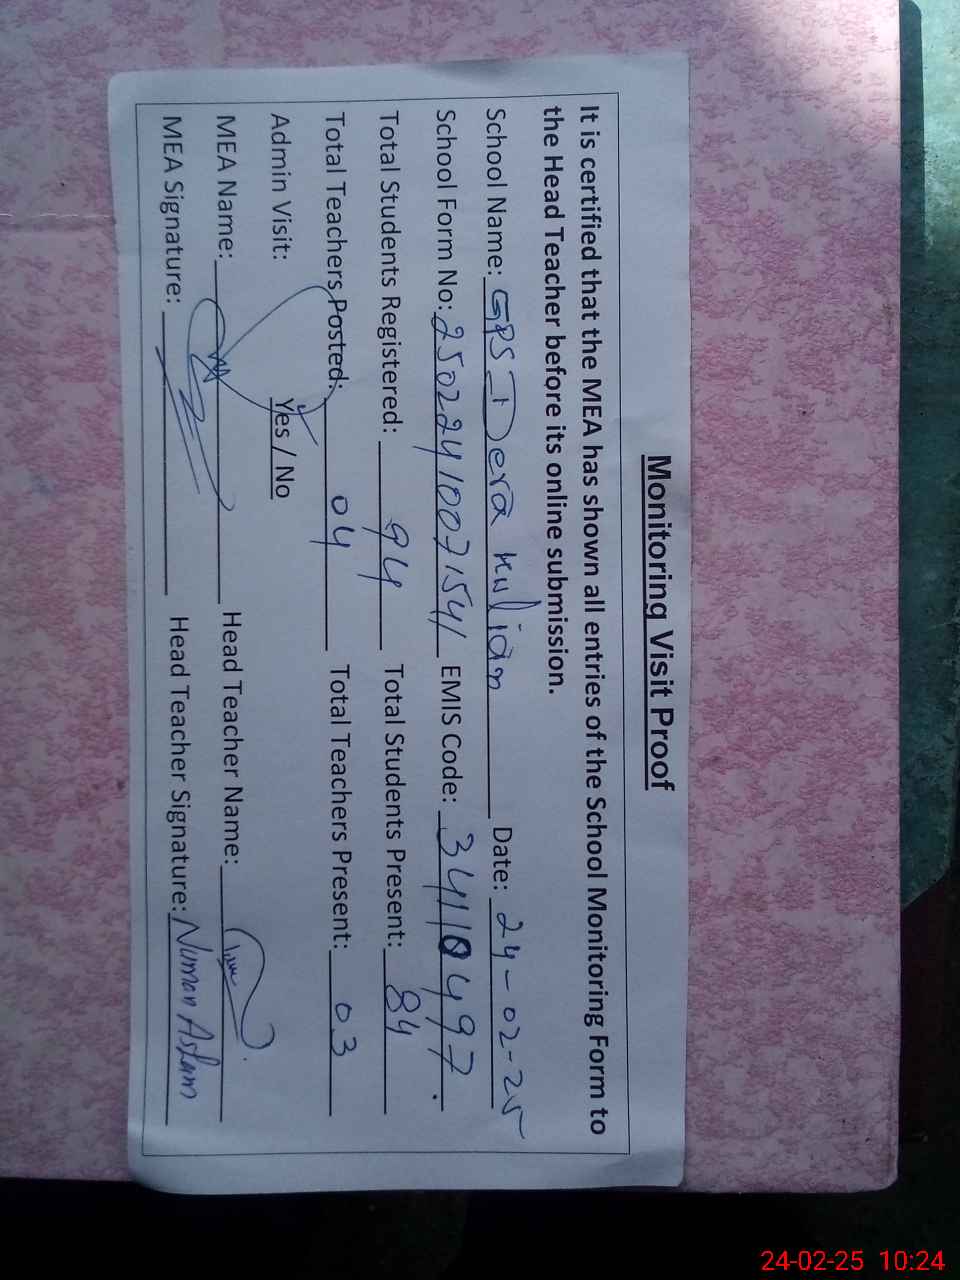 Monitoring Visit Proof
It is certified that the MEA has shown all entries of the School Monitoring Form to
the Head Teacher before its online submission.
School Name: GPS Dera Date: 24-02-25
School Form No: EMIS Code: 34110497
Total Students Registered: 94 Total Students Present: 84
Total Teachers Posted: 04 Total Teachers Present: 03
Admin Visit: Yes / No
MEA Name: Head Teacher Name:
MEA Signature: Head Teacher Signature: Numan Aslam
24-02-25 10:24